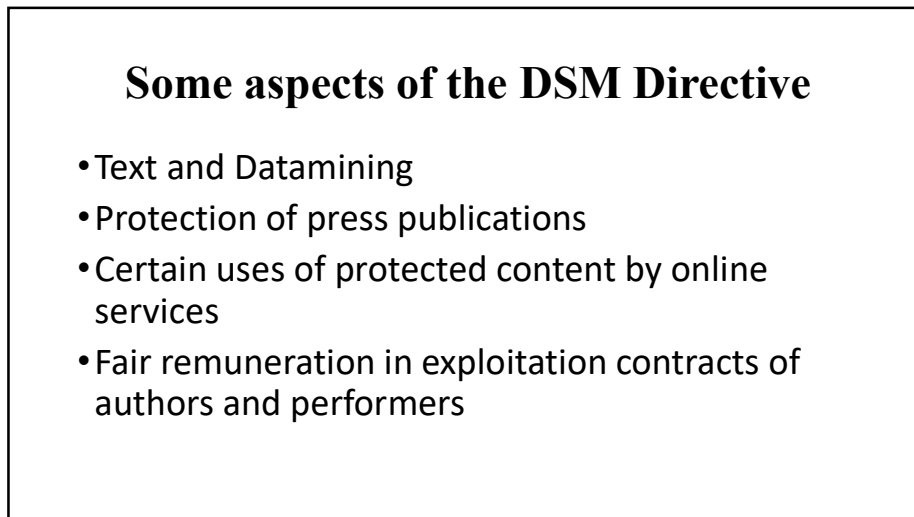 Some aspects of the DSM Directive
•Text and Datamining
•Protection of press publications
•Certain uses of protected content by online
services
•Fair remuneration in exploitation contracts of
authors and performers